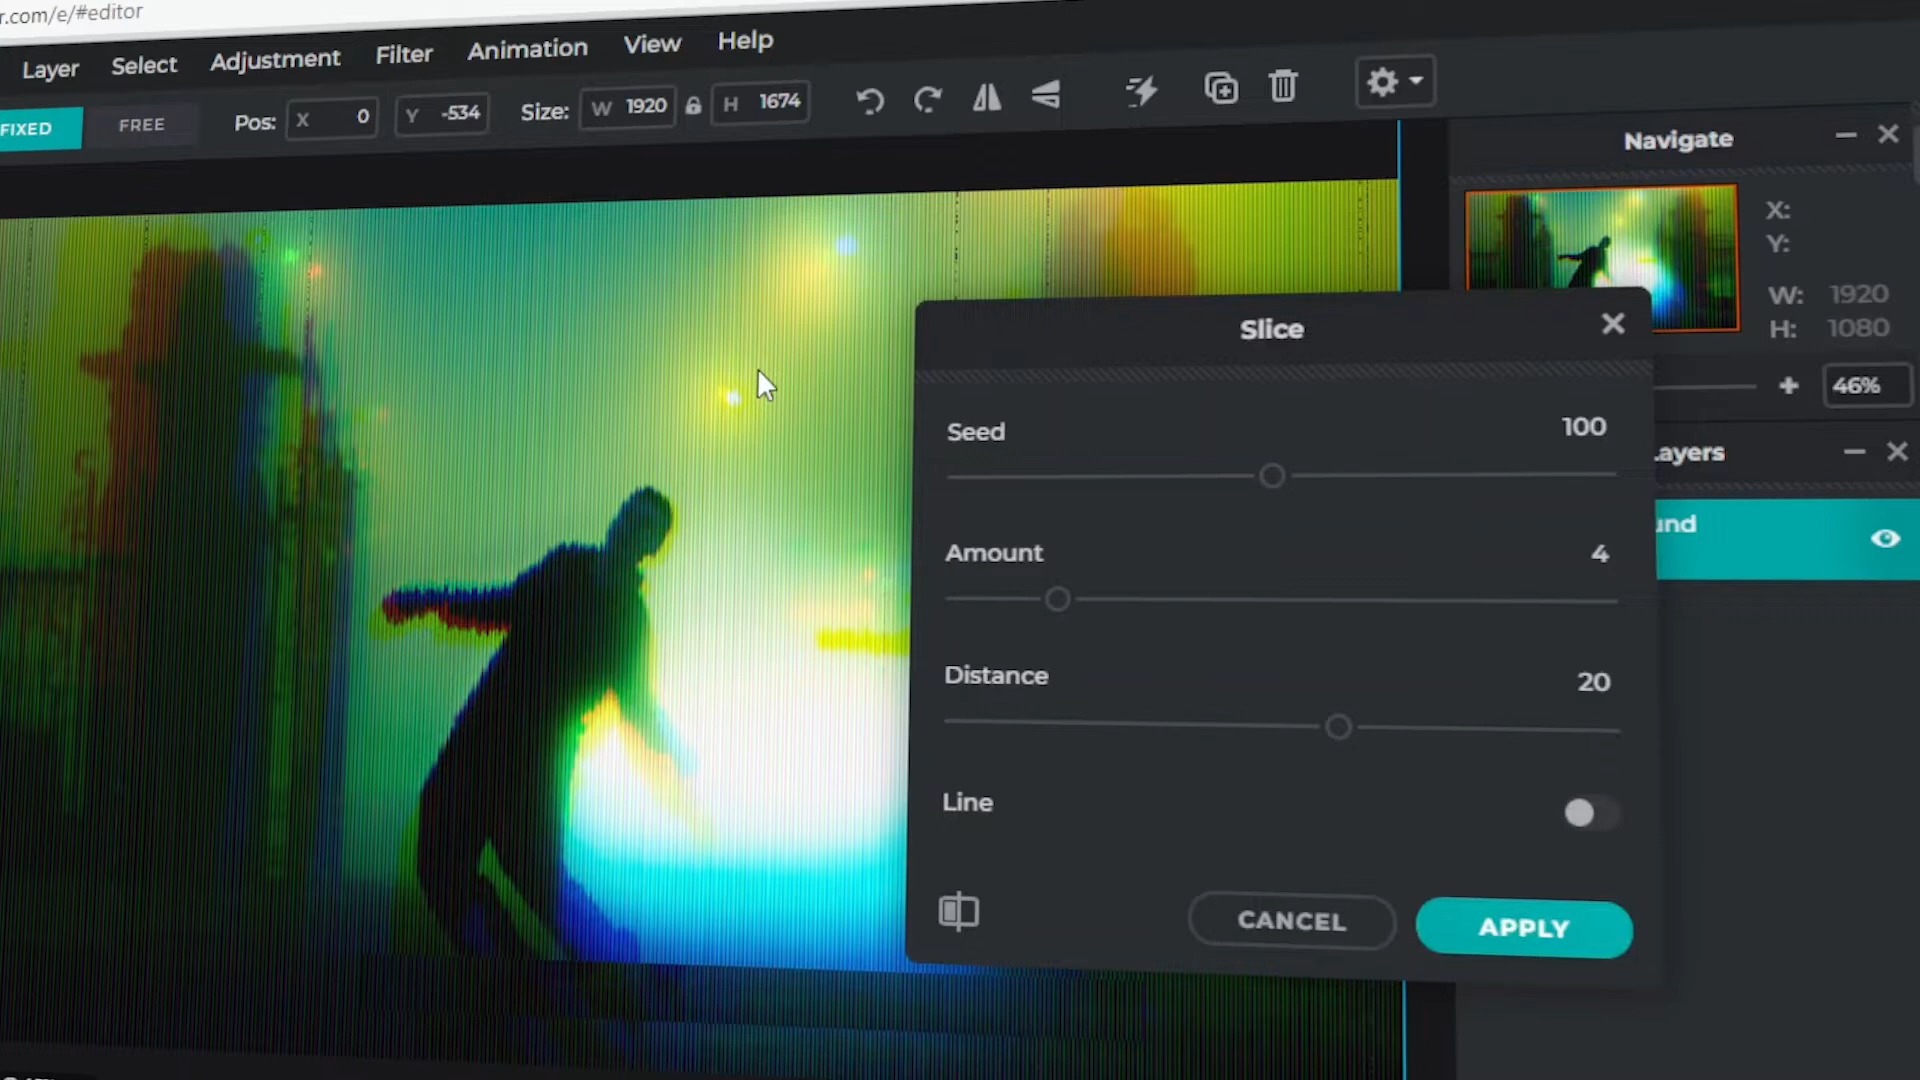 r.com/e/#editor
Layer Select Adjustment Filter Animation View Help
FIXED FREE Pos: X 0 Y -534 Size: W 1920 H 1674
Navigate
X:
Y:
W: 1920
H: 1080
46%
Slice
Seed 100
Amount 4
Distance 20
Line
CANCEL APPLY
Layers
und